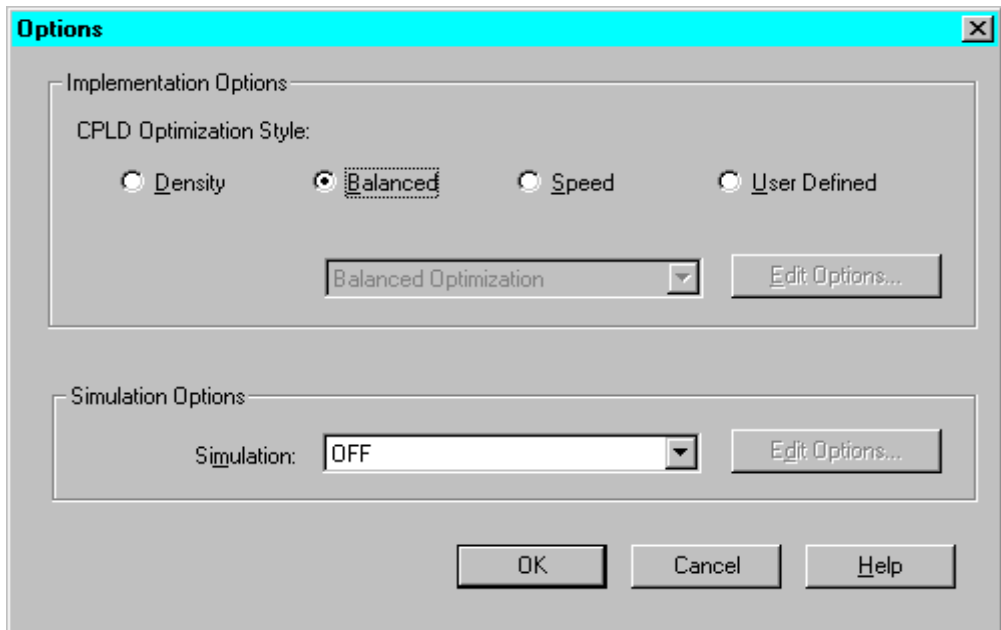 Options
Implementation Options
CPLD Optimization Style:
Density Balanced Speed User Defined
Balanced Optimization Edit Options...
Simulation Options
Simulation: OFF Edit Options...
OK Cancel Help